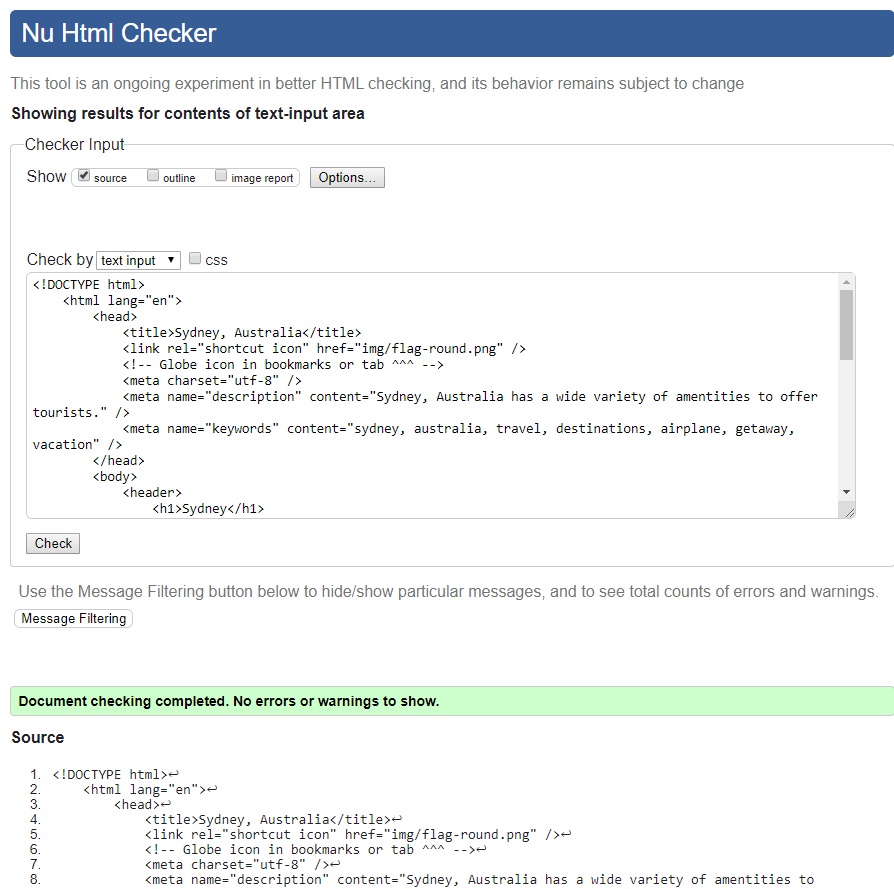 Nu Html Checker
This tool is an ongoing experiment in better HTML checking, and its behavior remains subject to change
Showing results for contents of text-input area
Checker Input
Show source outline image report Options...
Check by text input css
<!DOCTYPE html>
<html lang="en">
<head>
<title>Sydney, Australia</title>
<link rel="shortcut icon" href="img/flag-round.png" />
<!-- Globe icon in bookmarks or tab ^^^ -->
<meta charset="utf-8" />
<meta name="description" content="Sydney, Australia has a wide variety of amentities to offer
tourists." />
<meta name="keywords" content="sydney, australia, travel, destinations, airplane, getaway,
vacation" />
</head>
<body>
<header>
<h1>Sydney</h1>
Check
Use the Message Filtering button below to hide/show particular messages, and to see total counts of errors and warnings.
Message Filtering
Document checking completed. No errors or warnings to show.
Source
1. <!DOCTYPE html>↩
2. <html lang="en">↩
3. <head>↩
4. <title>Sydney, Australia</title>↩
5. <link rel="shortcut icon" href="img/flag-round.png" />↩
6. <!-- Globe icon in bookmarks or tab ^^^ -->↩
7. <meta charset="utf-8" />↩
8. <meta name="description" content="Sydney, Australia has a wide variety of amentities to